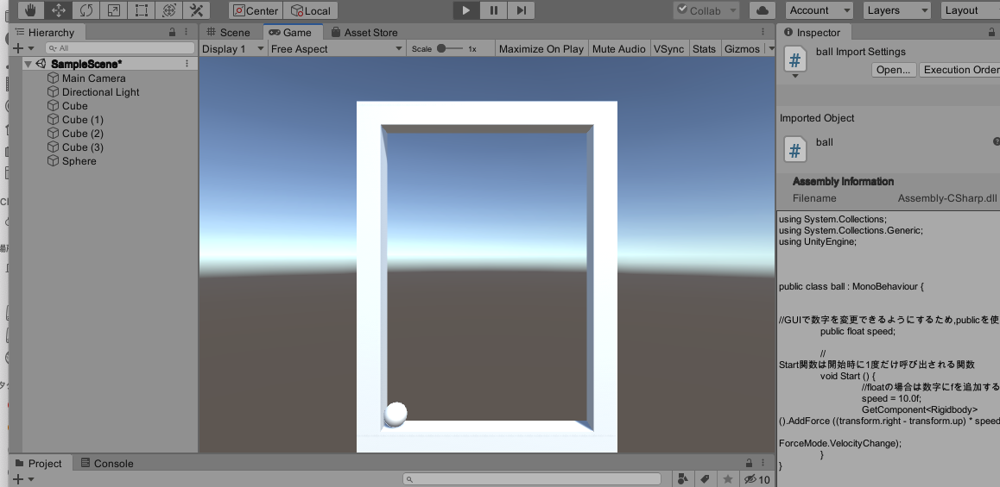 Center
Local
Collab
Account
Layers
Layout
Hierarchy
All
SampleScene*
Main Camera
Directional Light
Cube
Cube (1)
Cube (2)
Cube (3)
Sphere
Scene
Game
Asset Store
Display 1
Free Aspect
Scale
1x
Maximize On Play
Mute Audio
VSync
Stats
Gizmos
Inspector
ball Import Settings
Open...
Execution Order
Imported Object
ball
Assembly Information
Filename
Assembly-CSharp.dll
using System.Collections;
using System.Collections.Generic;
using UnityEngine;
public class ball : MonoBehaviour {
//GUIで数字を変更できるようにするため,publicを使
public float speed;
//
Start関数は開始時に1度だけ呼び出される関数
void Start () {
//floatの場合は数字にfを追加する
speed = 10.0f;
GetComponent<Rigidbody>
().AddForce ((transform.right - transform.up) * speed
ForceMode.VelocityChange);
}
}
Project
Console
10